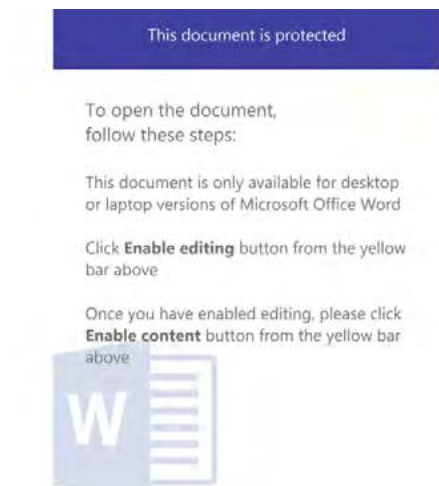 This document is protected
To open the document,
follow these steps:
This document is only available for desktop
or laptop versions of Microsoft Office Word
Click Enable editing button from the yellow
bar above
Once you have enabled editing, please click
Enable content button from the yellow bar
above
W